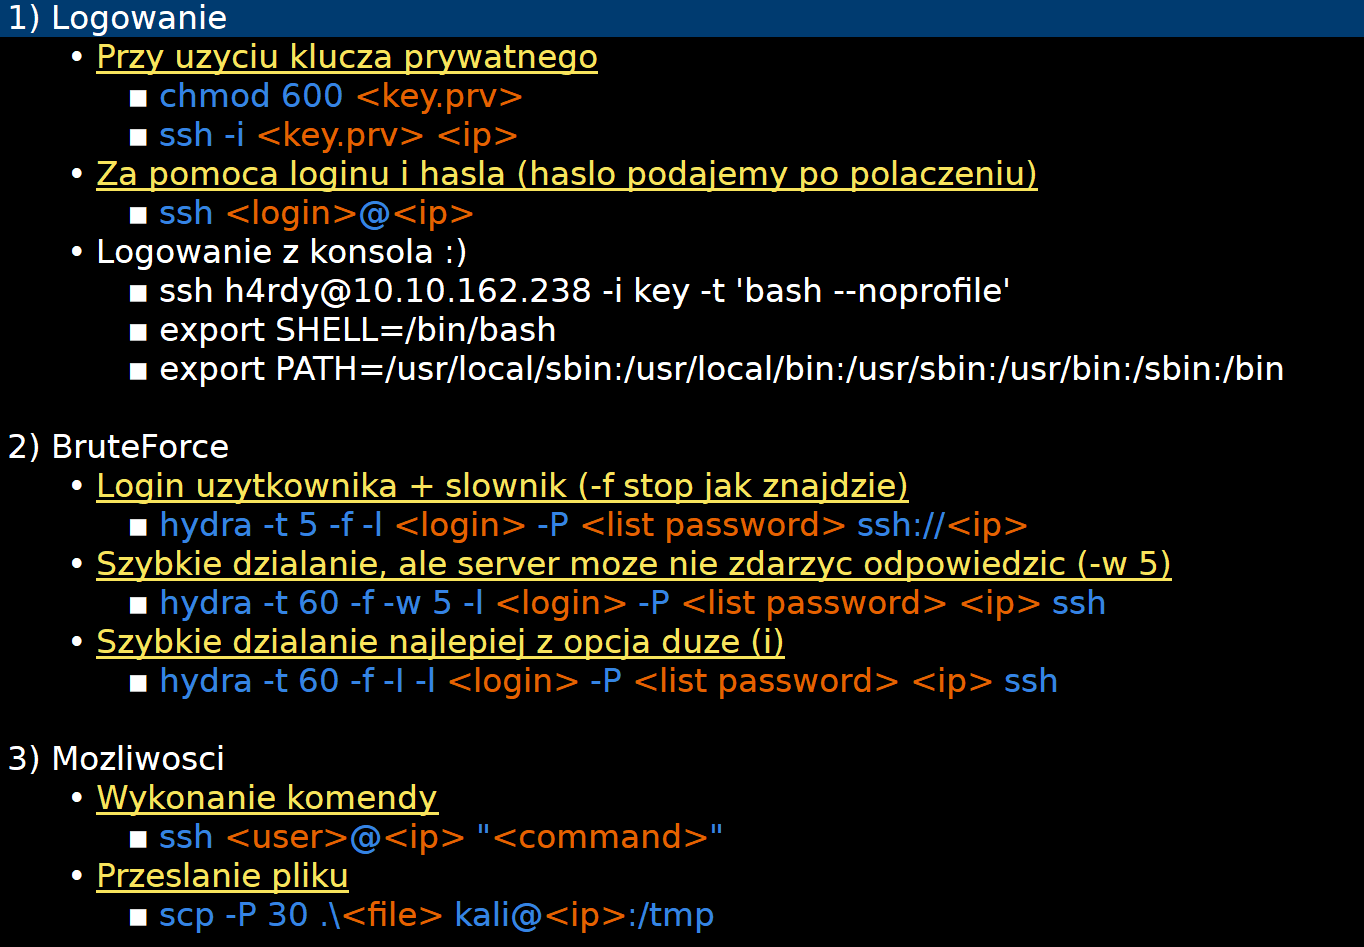 1) Logowanie
• Przy uzyciu klucza prywatnego
▪ chmod 600 <key.prv>
▪ ssh -i <key.prv> <ip>
• Za pomoca loginu i hasla (haslo podajemy po polaczeniu)
▪ ssh <login>@<ip>
• Logowanie z konsola :)
▪ ssh h4rdy@10.10.162.238 -i key -t 'bash --noprofile'
▪ export SHELL=/bin/bash
▪ export PATH=/usr/local/sbin:/usr/local/bin:/usr/sbin:/usr/bin:/sbin:/bin
2) BruteForce
• Login uzytkownika + slownik (-f stop jak znajdzie)
▪ hydra -t 5 -f -l <login> -P <list password> ssh://<ip>
• Szybkie dzialanie, ale server moze nie zdarzyc odpowiedzic (-w 5)
▪ hydra -t 60 -f -w 5 -l <login> -P <list password> <ip> ssh
• Szybkie dzialanie najlepiej z opcja duze (i)
▪ hydra -t 60 -f -I -l <login> -P <list password> <ip> ssh
3) Mozliwosci
• Wykonanie komendy
▪ ssh <user>@<ip> "<command>"
• Przeslanie pliku
▪ scp -P 30 .\<file> kali@<ip>:/tmp